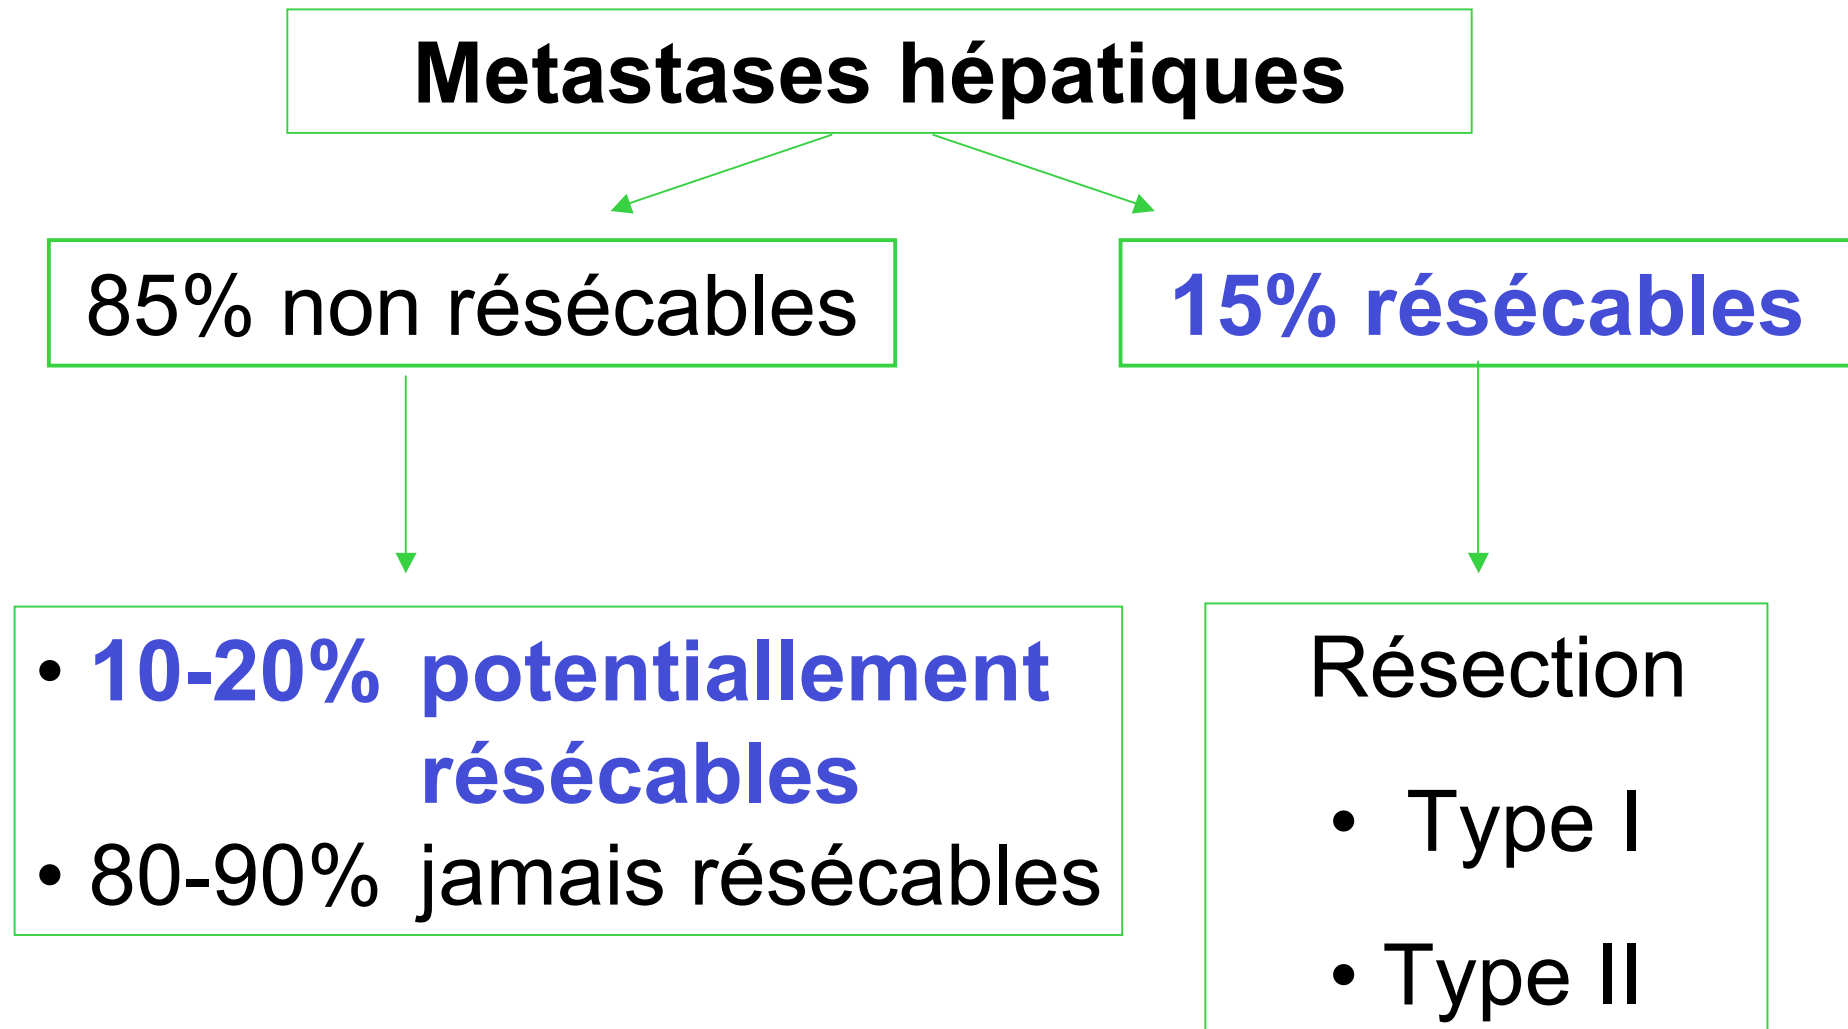 Metastases hépatiques
85% non résécables
15% résécables
• 10-20% potentiallement
résécables
• 80-90% jamais résécables
Résection
• Type I
• Type II